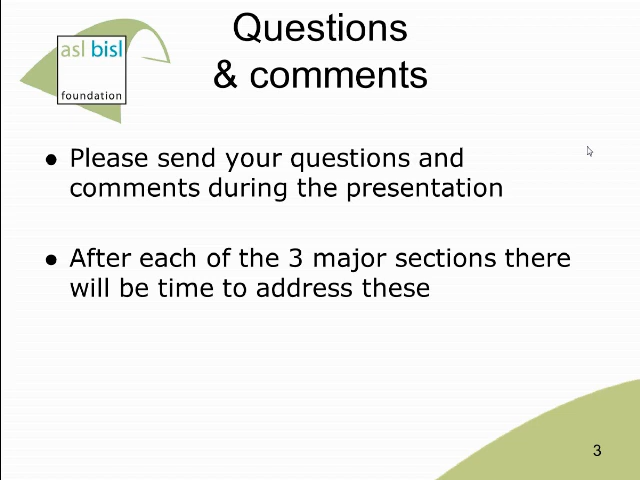 Questions
& comments
asl bisl
foundation
● Please send your questions and
comments during the presentation
● After each of the 3 major sections there
will be time to address these
3